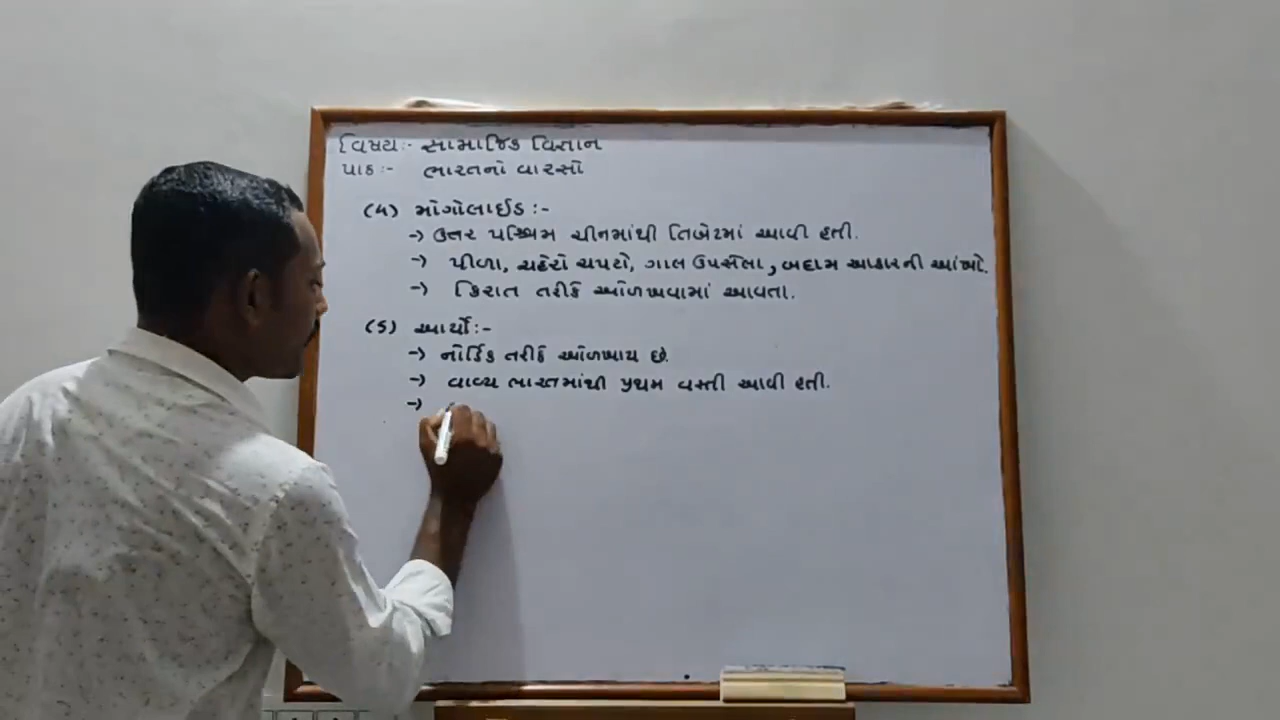 વિષય:- સામાજિક વિજ્ઞાન
પાઠ:- ભારતનો વારસો
(૫) મોંગોલાઈડ:-
→ ઉત્તર પશ્ચિમ ચીનમાંથી તિબેટમાં આવી હતી.
→ પીળા, ચહેરો ચપટો, ગાલ ઉપસેલા, બદામ આકારની આંખો.
→ કિરાત તરીકે ઓળખવામાં આવતા.
(૬) આર્યો:-
→ નોર્ડિક તરીકે ઓળખાય છે.
→ વાવ્ય ભારતમાંથી પ્રથમ વસ્તી આવી હતી.
→